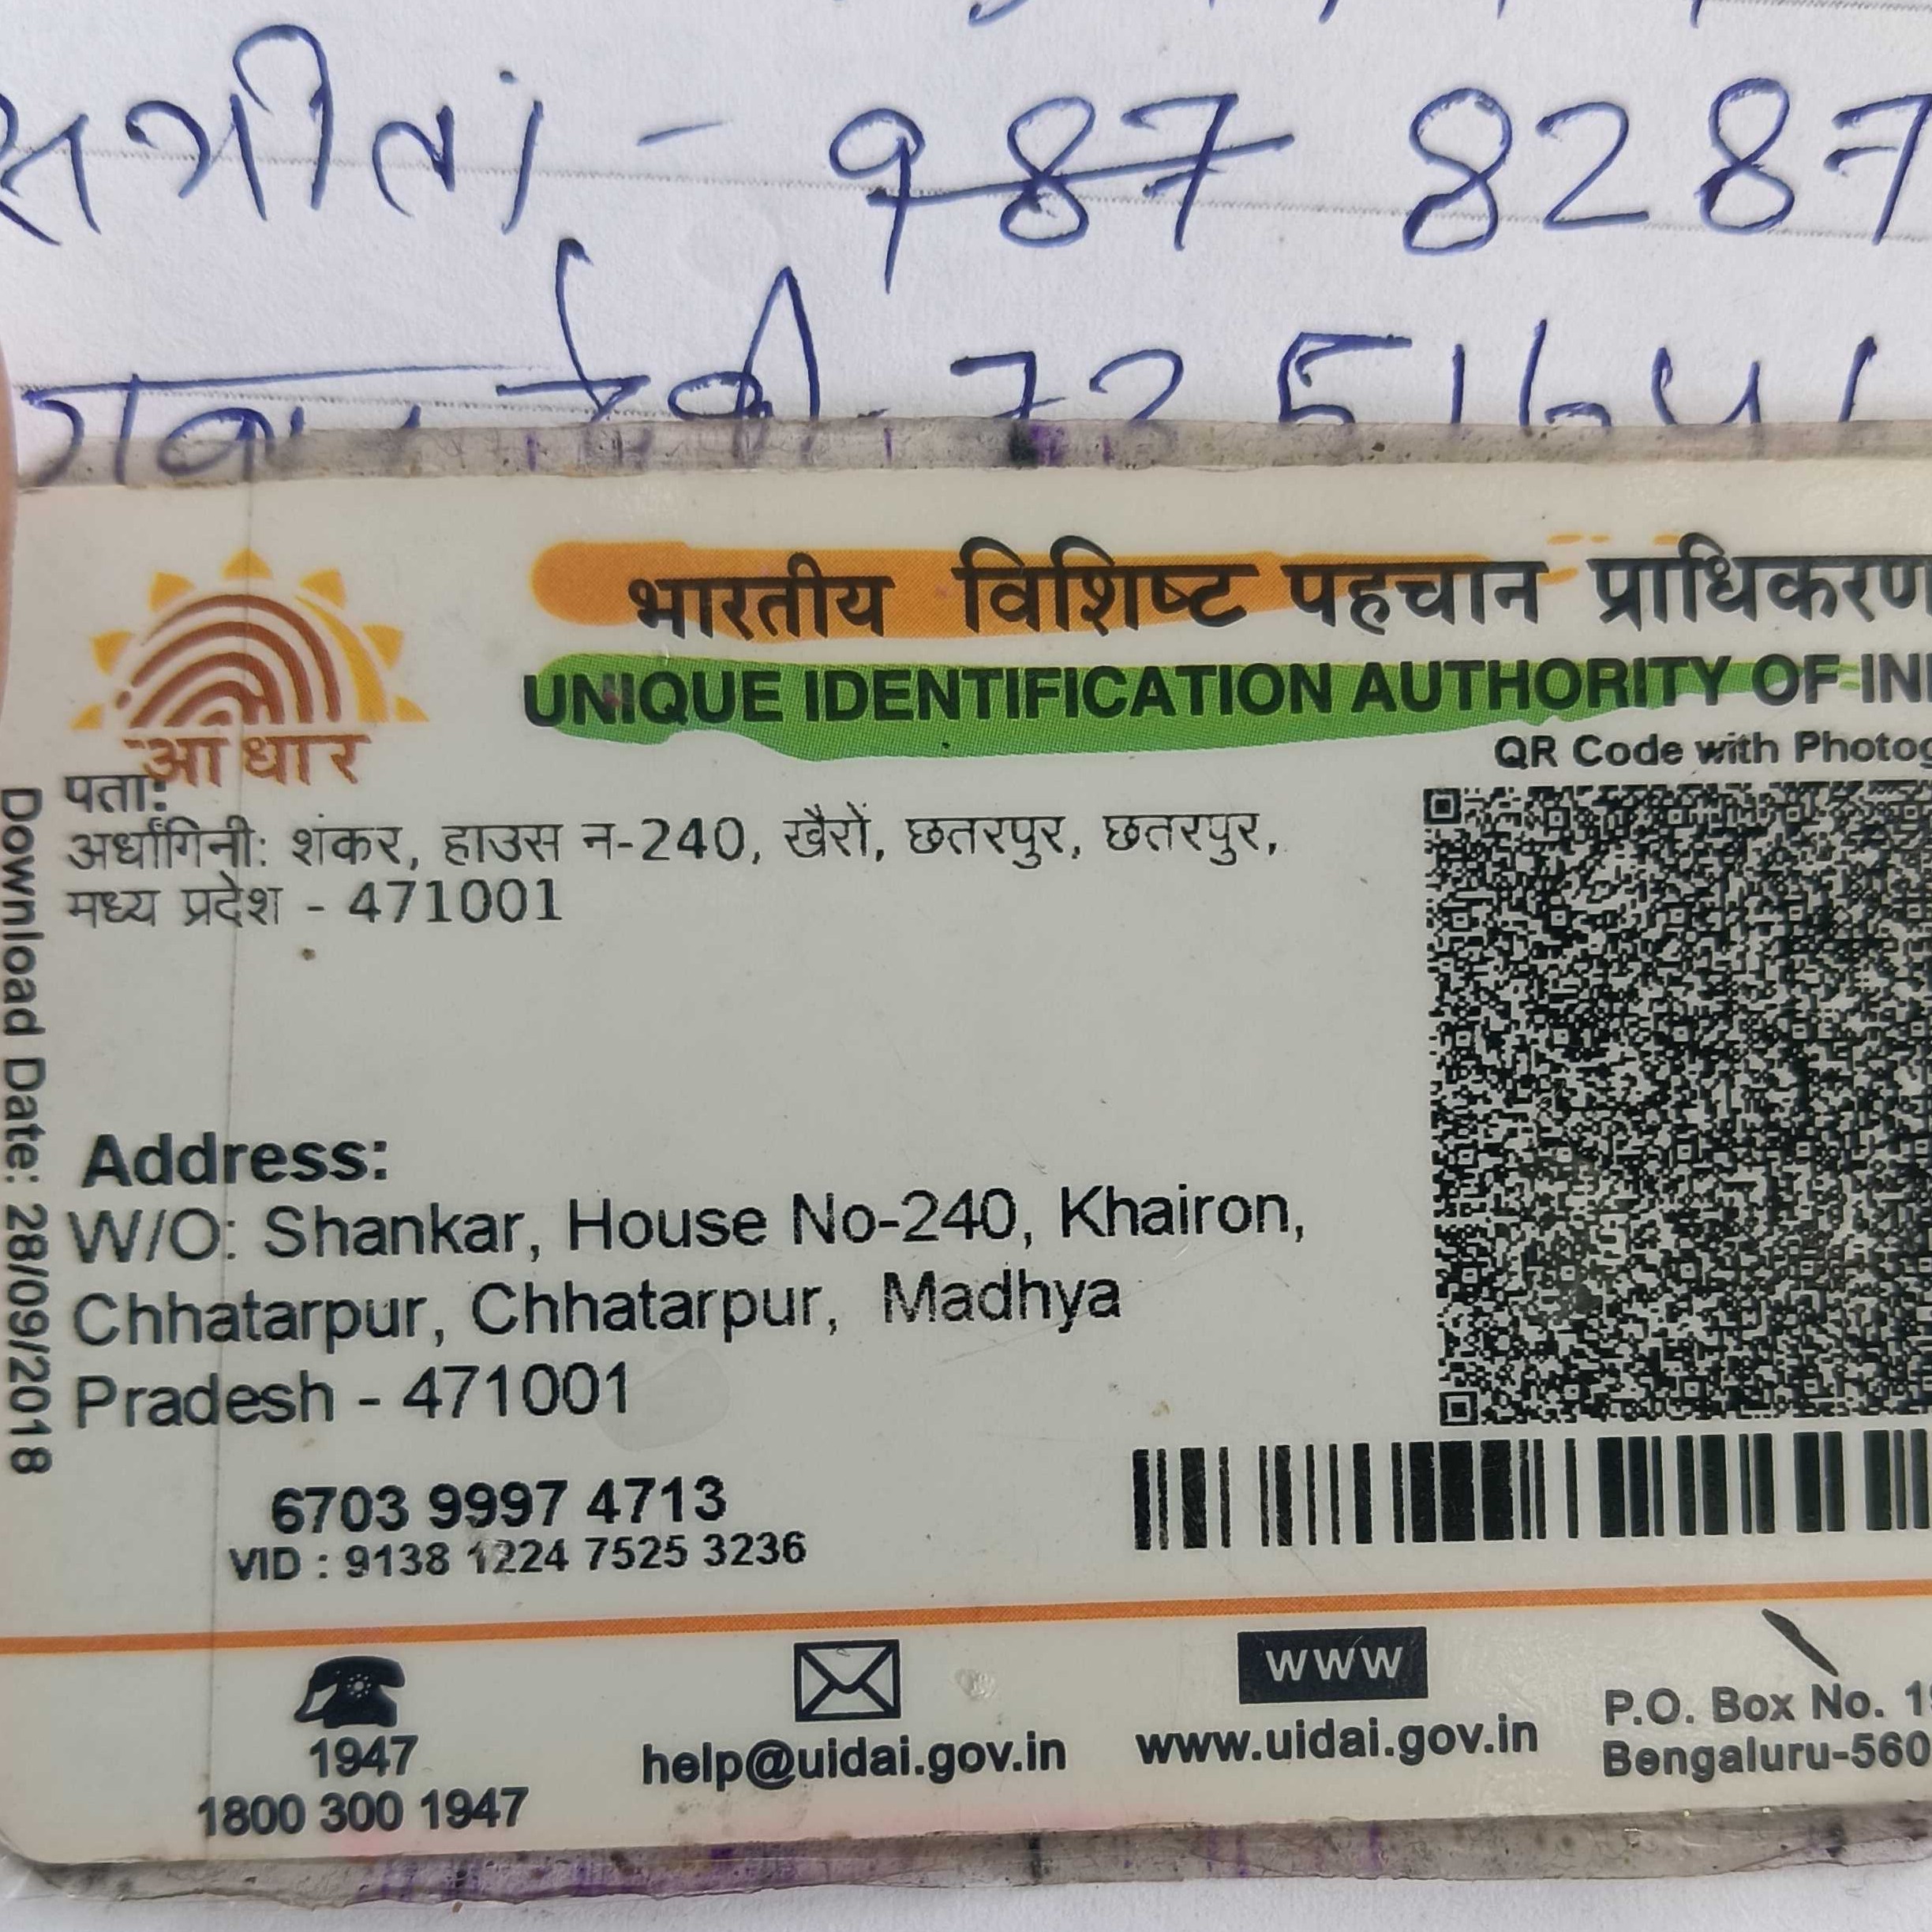 सगीता - 987 8287
भारतीय विशिष्ट पहचान प्राधिकरण
UNIQUE IDENTIFICATION AUTHORITY OF
QR Code with
आधार
पता:
अर्धांगिनी: शंकर, हाउस न-240, खैरों, छतरपुर, छतरपुर,
मध्य प्रदेश - 471001
Download Date: 28/09/2018
Address:
W/O: Shankar, House No-240, Khairon,
Chhatarpur, Chhatarpur, Madhya
Pradesh - 471001
6703 9997 4713
VID : 9138 1224 7525 3236
1947
1800 300 1947
help@uidai.gov.in
WWW
www.uidai.gov.in
P.O. Box No.
Bengaluru-560